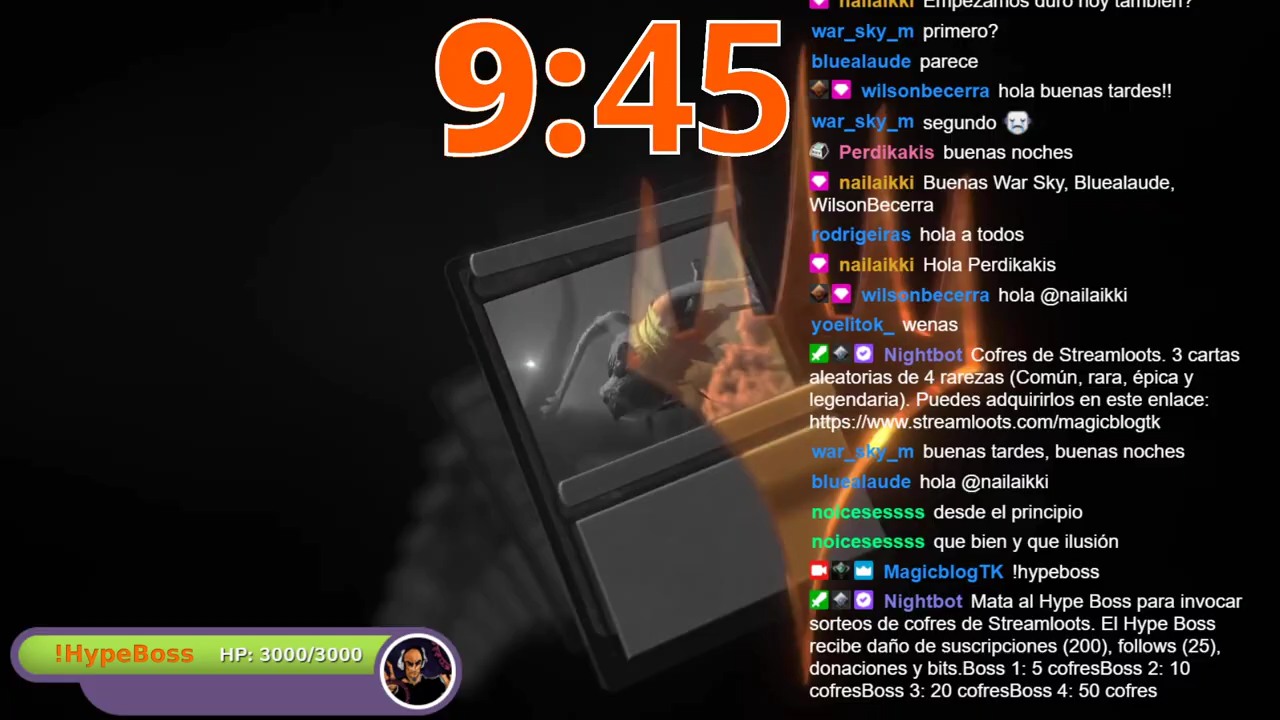 9:45
nailaikki Empezamos duro hoy también?
war_sky_m primero?
bluealaude parece
wilsonbecerra hola buenas tardes!!
war_sky_m segundo
Perdikakis buenas noches
nailaikki Buenas War Sky, Bluealaude,
WilsonBecerra
rodrigeiras hola a todos
nailaikki Hola Perdikakis
wilsonbecerra hola @nailaikki
yoelitok_ wenas
Nightbot Cofres de Streamloots. 3 cartas
aleatorias de 4 rarezas (Común, rara, épica y
legendaria). Puedes adquirirlos en este enlace:
https://www.streamloots.com/magicblogtk
war_sky_m buenas tardes, buenas noches
bluealaude hola @nailaikki
noicesessss desde el principio
noicesessss que bien y que ilusión
MagicblogTK !hypeboss
Nightbot Mata al Hype Boss para invocar
sorteos de cofres de Streamloots. El Hype Boss
recibe daño de suscripciones (200), follows (25),
donaciones y bits.Boss 1: 5 cofresBoss 2: 10
cofresBoss 3: 20 cofresBoss 4: 50 cofres
!HypeBoss HP: 3000/3000